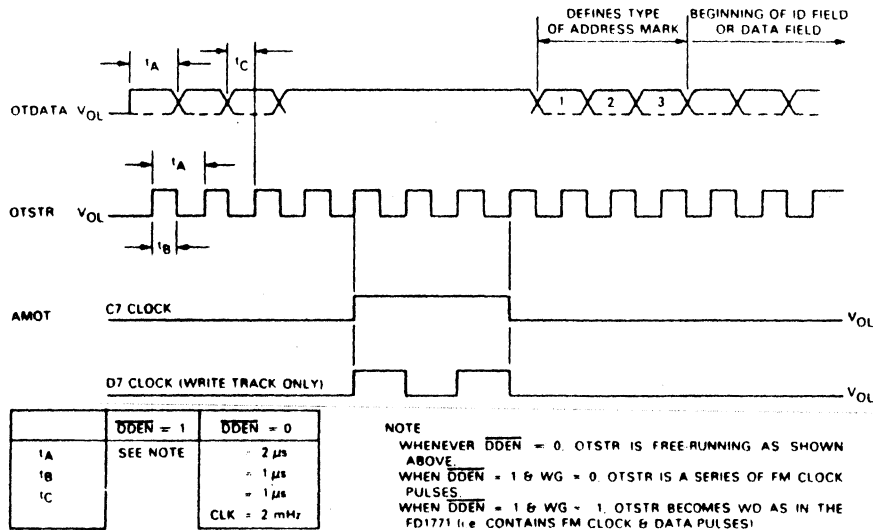 DEFINES TYPE OF ADDRESS MARK
BEGINNING OF ID FIELD OR DATA FIELD
tA
tC
OTDATA VOL
1 2 3
tA
OTSTR VOL
tB
AMOT
C7 CLOCK
VOL
D7 CLOCK (WRITE TRACK ONLY)
VOL
DDEN = 1 DDEN = 0
tA SEE NOTE = 2 µs
tB = 1 µs
tC = 1 µs
CLK = 2 mHz
NOTE
WHENEVER DDEN = 0, OTSTR IS FREE-RUNNING AS SHOWN
ABOVE.
WHEN DDEN = 1 & WG = 0, OTSTR IS A SERIES OF FM CLOCK
PULSES.
WHEN DDEN = 1 & WG = 1, OTSTR BECOMES WD AS IN THE
FD1771 (i.e. CONTAINS FM CLOCK & DATA PULSES)